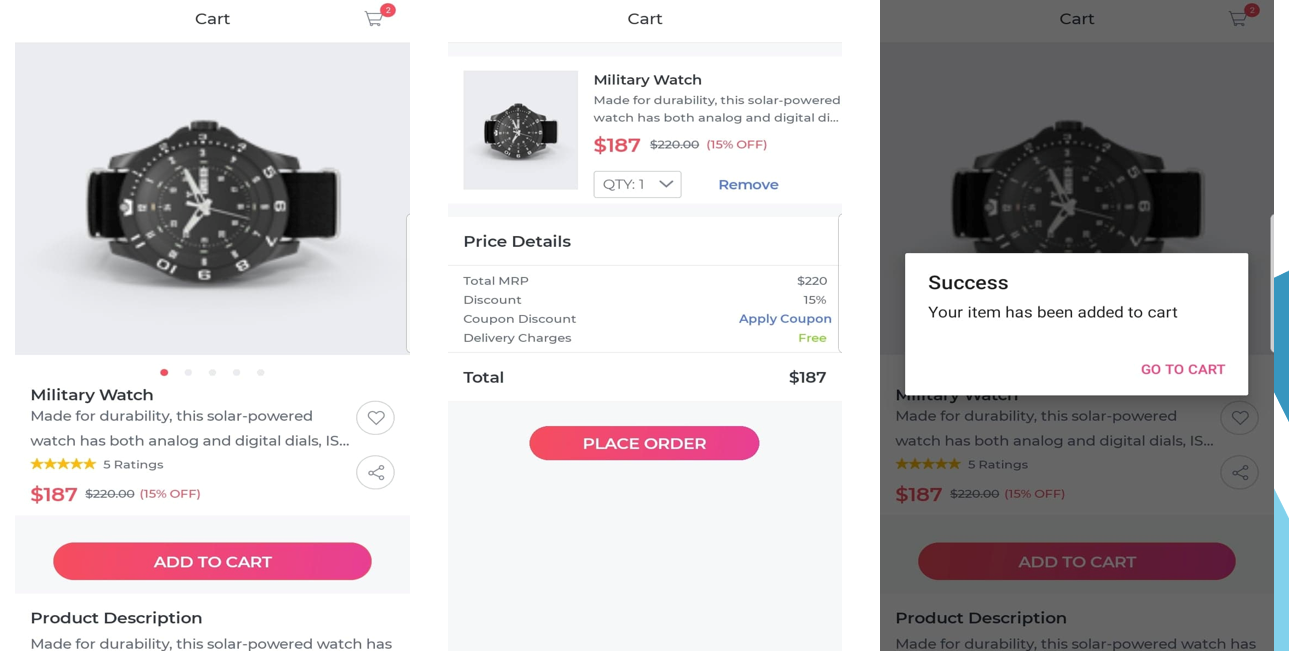 Cart
2
Military Watch
Made for durability, this solar-powered
watch has both analog and digital dials, IS...
5 Ratings
$187 $220.00 (15% OFF)
ADD TO CART
Product Description
Made for durability, this solar-powered watch has
Cart
Military Watch
Made for durability, this solar-powered
watch has both analog and digital di...
$187 $220.00 (15% OFF)
QTY: 1
Remove
Price Details
Total MRP $220
Discount 15%
Coupon Discount Apply Coupon
Delivery Charges Free
Total $187
PLACE ORDER
Cart
2
Success
Your item has been added to cart
GO TO CART
Military Watch
Made for durability, this solar-powered
watch has both analog and digital dials, IS...
5 Ratings
$187 $220.00 (15% OFF)
ADD TO CART
Product Description
Made for durability, this solar-powered watch has